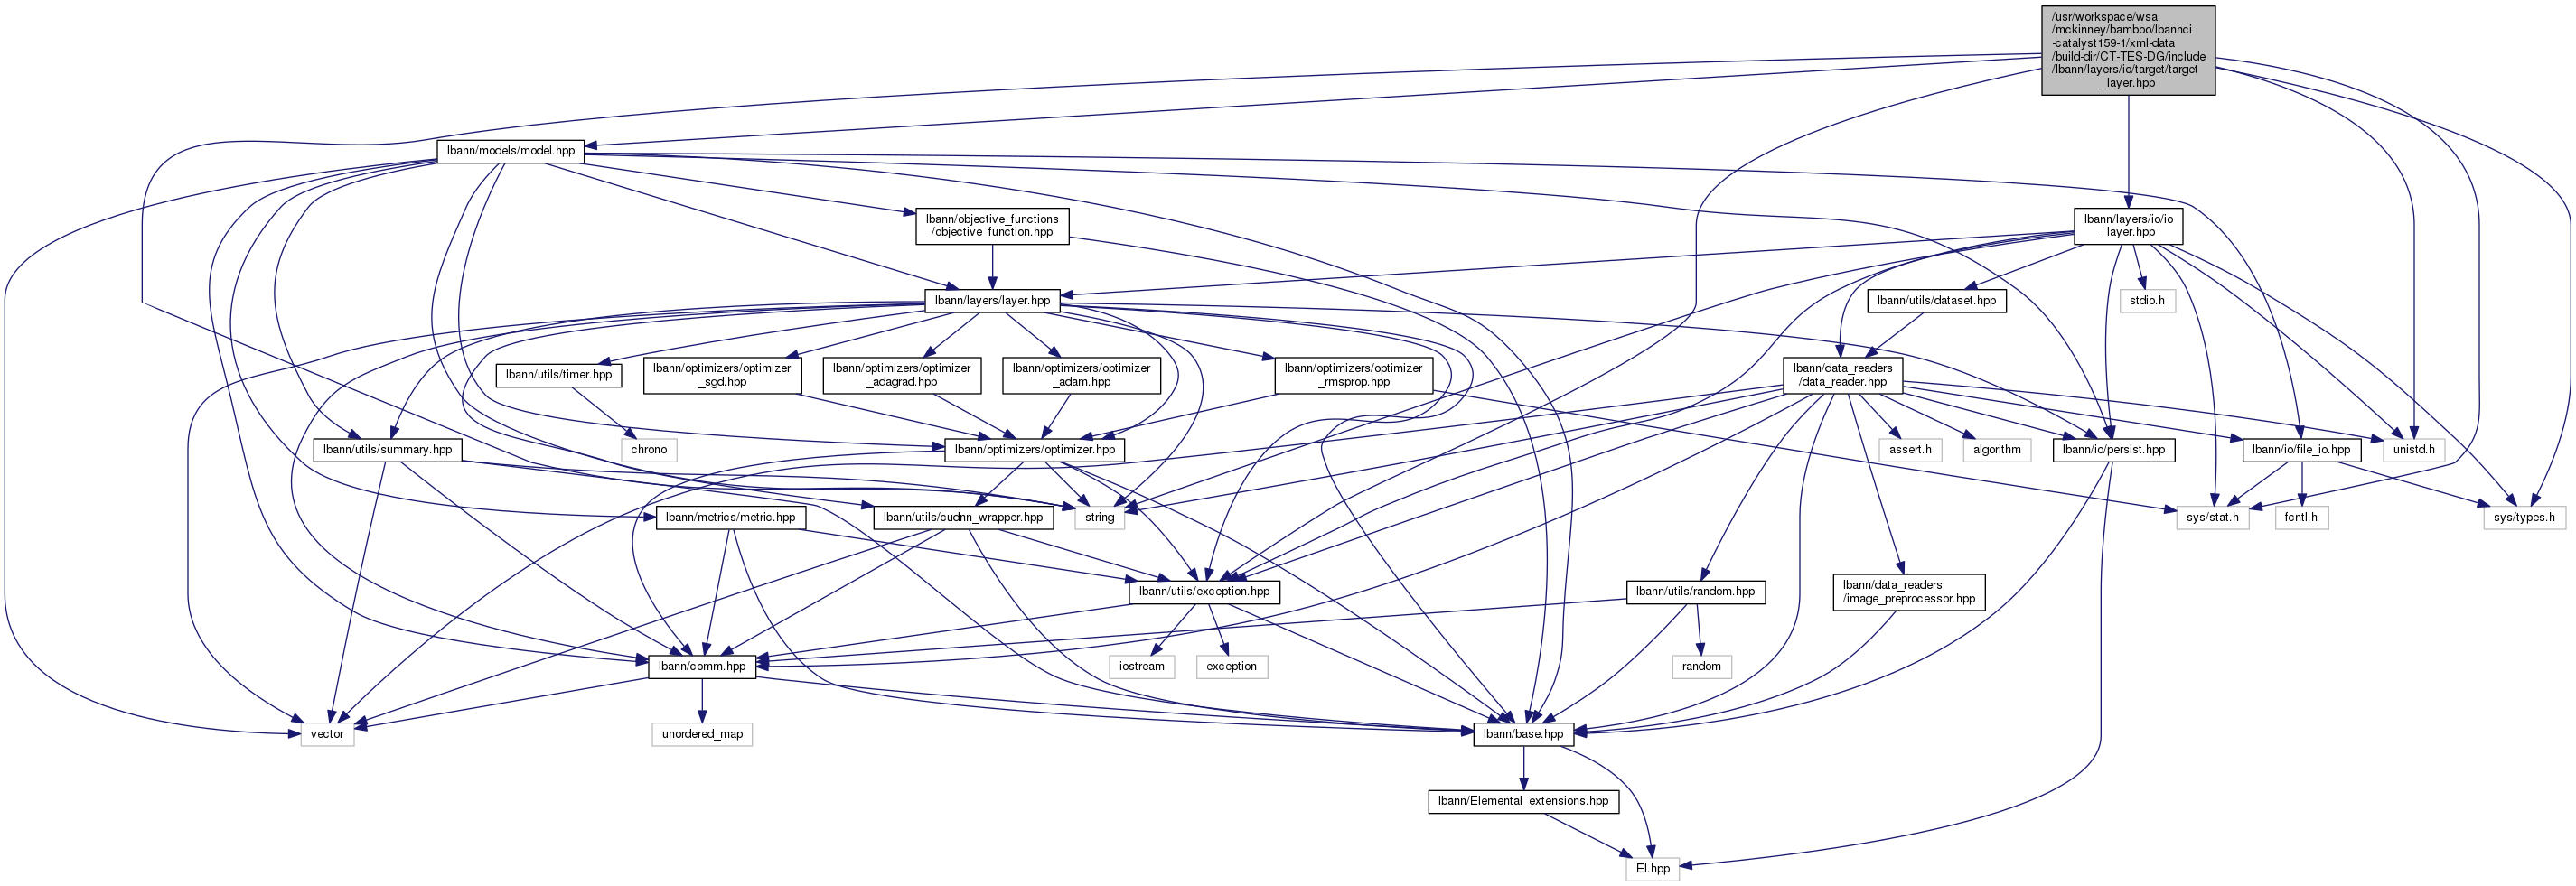 /usr/workspace/wsa
/mckinney/bamboo/lbannci
-catalyst159-1/xml-data
/build-dir/CT-TES-DG/include
/lbann/layers/io/target/target
_layer.hpp
lbann/models/model.hpp
lbann/objective_functions
/objective_function.hpp
lbann/layers/io/io
_layer.hpp
lbann/layers/layer.hpp
lbann/utils/dataset.hpp
stdio.h
lbann/utils/timer.hpp
lbann/optimizers/optimizer
_sgd.hpp
lbann/optimizers/optimizer
_adagrad.hpp
lbann/optimizers/optimizer
_adam.hpp
lbann/optimizers/optimizer
_rmsprop.hpp
lbann/data_readers
/data_reader.hpp
lbann/utils/summary.hpp
chrono
lbann/optimizers/optimizer.hpp
assert.h
algorithm
lbann/io/persist.hpp
lbann/io/file_io.hpp
unistd.h
lbann/metrics/metric.hpp
lbann/utils/cudnn_wrapper.hpp
string
sys/stat.h
fcntl.h
sys/types.h
lbann/utils/exception.hpp
lbann/utils/random.hpp
lbann/data_readers
/image_preprocessor.hpp
lbann/comm.hpp
iostream
exception
random
vector
unordered_map
lbann/base.hpp
lbann/Elemental_extensions.hpp
El.hpp